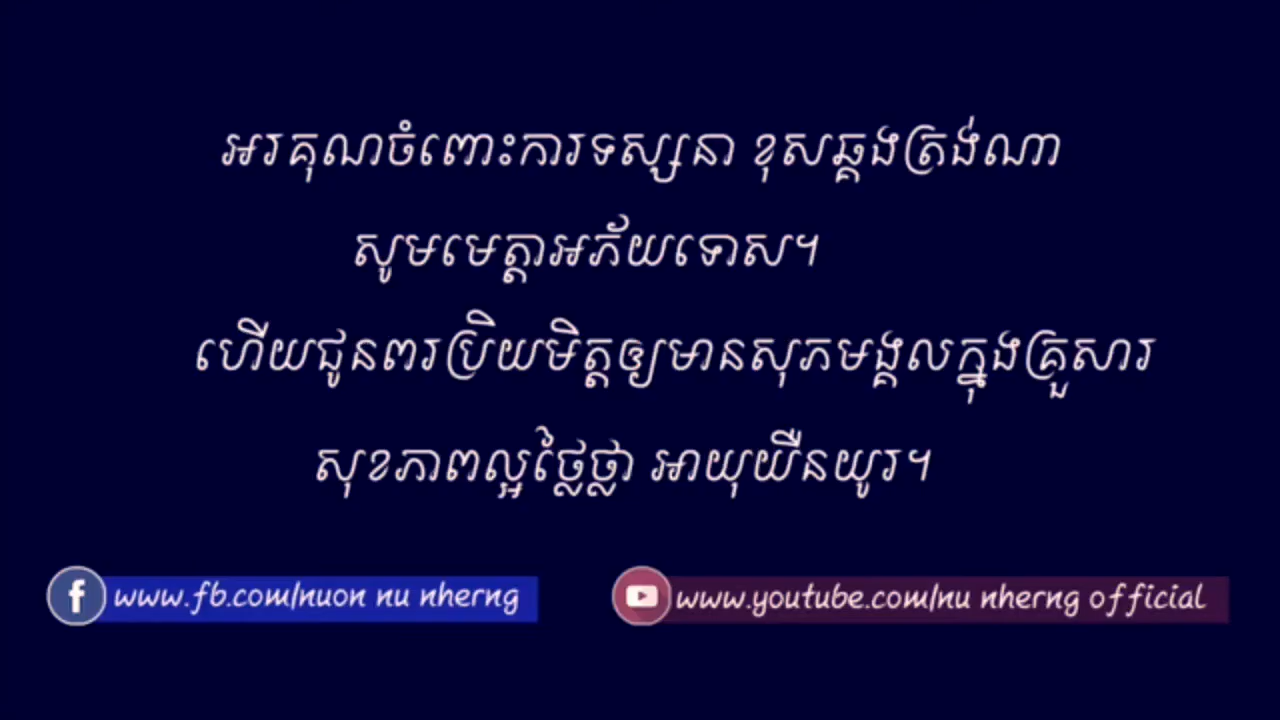 អរគុណចំពោះការទស្សនា ខុសឆ្គងត្រង់ណា
សូមមេត្តាអភ័យទោស។
ហើយជូនពរប្រិយមិត្តឲ្យមានសុភមង្គលក្នុងគ្រួសារ
សុខភាពល្អថ្លៃថ្លា អាយុយឺនយូរ។
www.fb.com/nuon nu nherng
www.youtube.com/nu nherng official